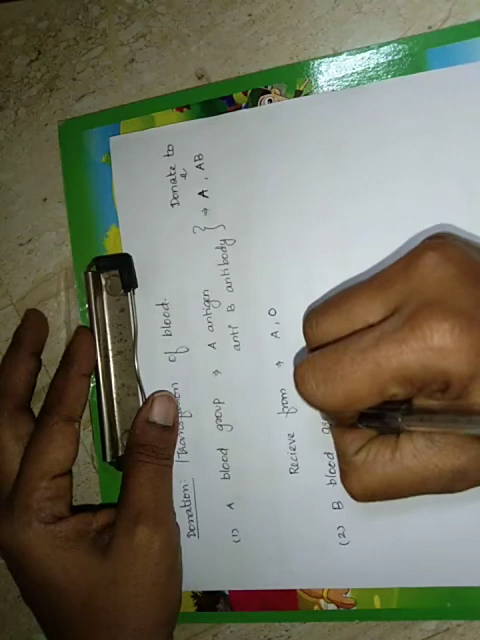 Donation: / Transfusion of blood.
Donate to
(1) A blood group → A antigen } → A, AB
anti B antibody
Recieve from → A, O
(2) B blood